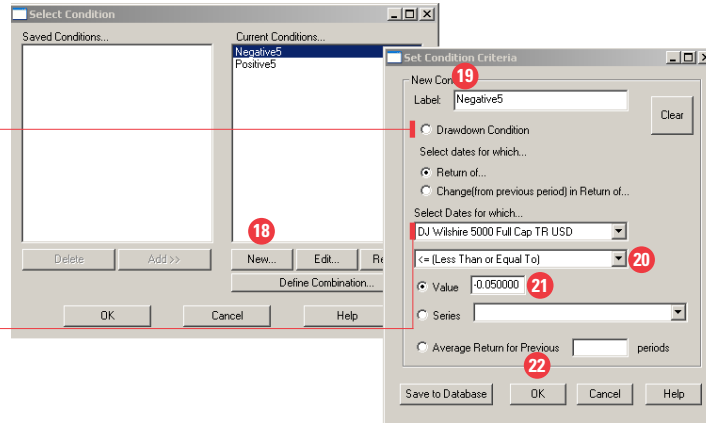 Select Condition
Saved Conditions...
Current Conditions...
Negative5
Positive5
18
Delete
Add >>
New...
Edit...
Define Combination...
OK
Cancel
Help
Set Condition Criteria
19
Label:
Negative5
Clear
Drawdown Condition
Select dates for which...
Return of...
Change(from previous period) in Return of...
Select Dates for which...
DJ Wilshire 5000 Full Cap TR USD
<= (Less Than or Equal To)
20
Value
-0.050000
21
Series
Average Return for Previous
periods
22
Save to Database
OK
Cancel
Help